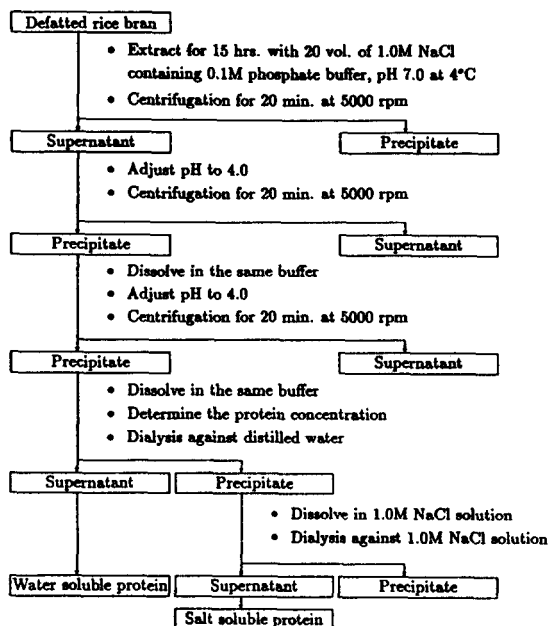 Defatted rice bran
• Extract for 15 hrs. with 20 vol. of 1.0M NaCl
containing 0.1M phosphate buffer, pH 7.0 at 4°C
• Centrifugation for 20 min. at 5000 rpm
Supernatant Precipitate
• Adjust pH to 4.0
• Centrifugation for 20 min. at 5000 rpm
Precipitate Supernatant
• Dissolve in the same buffer
• Adjust pH to 4.0
• Centrifugation for 20 min. at 5000 rpm
Precipitate Supernatant
• Dissolve in the same buffer
• Determine the protein concentration
• Dialysis against distilled water
Supernatant Precipitate
• Dissolve in 1.0M NaCl solution
• Dialysis against 1.0M NaCl solution
Water soluble protein Supernatant Precipitate
Salt soluble protein